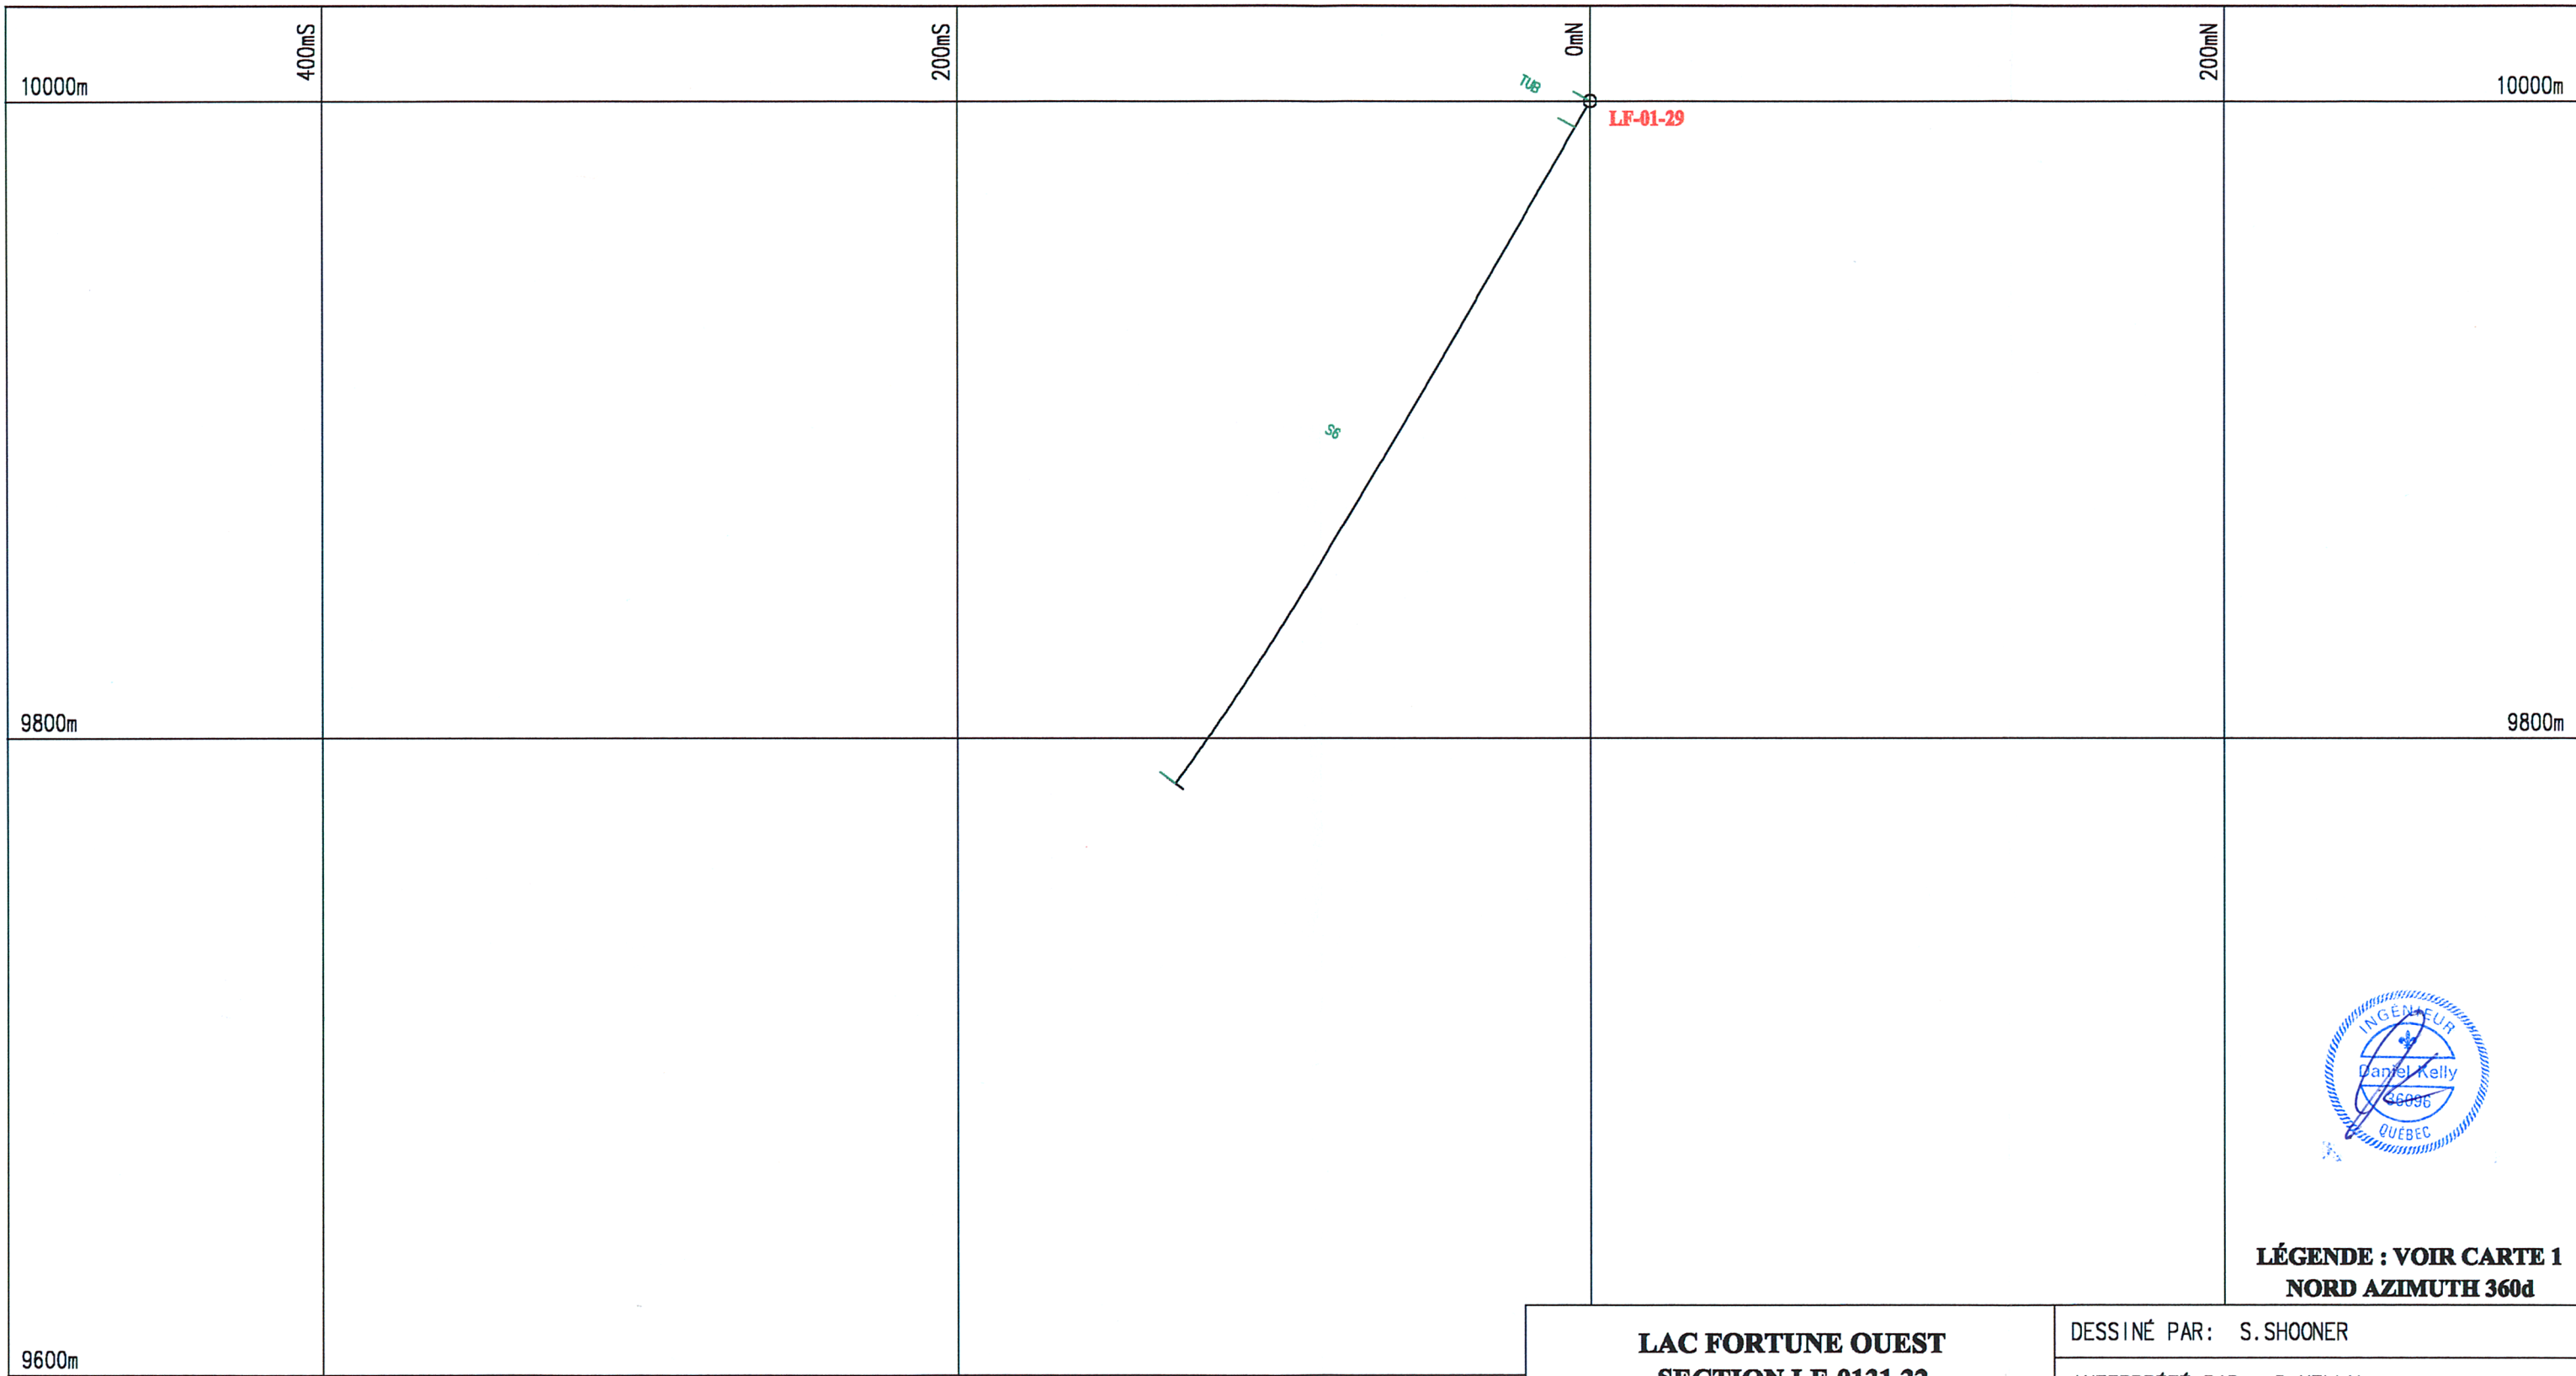 400mS
200mS
0mN
200mN
10000m
10000m
TUB
LF-01-29
S6
9800m
9800m
INGÉNIEUR
Daniel Kelly
36096
QUÉBEC
LÉGENDE : VOIR CARTE 1
NORD AZIMUTH 360d
9600m
LAC FORTUNE OUEST
DESSINÉ PAR: S.SHOONER